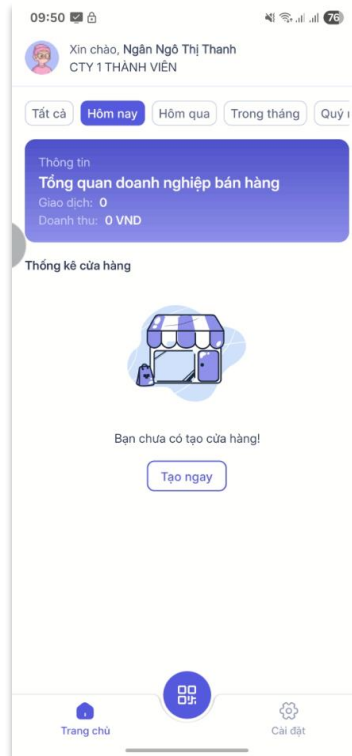 09:50
76
Xin chào, Ngân Ngô Thị Thanh
CTY 1 THÀNH VIÊN
Tất cả
Hôm nay
Hôm qua
Trong tháng
Quý
Thông tin
Tổng quan doanh nghiệp bán hàng
Giao dịch: 0
Doanh thu: 0 VND
Thống kê cửa hàng
Bạn chưa có tạo cửa hàng!
Tạo ngay
Trang chủ
Cài đặt